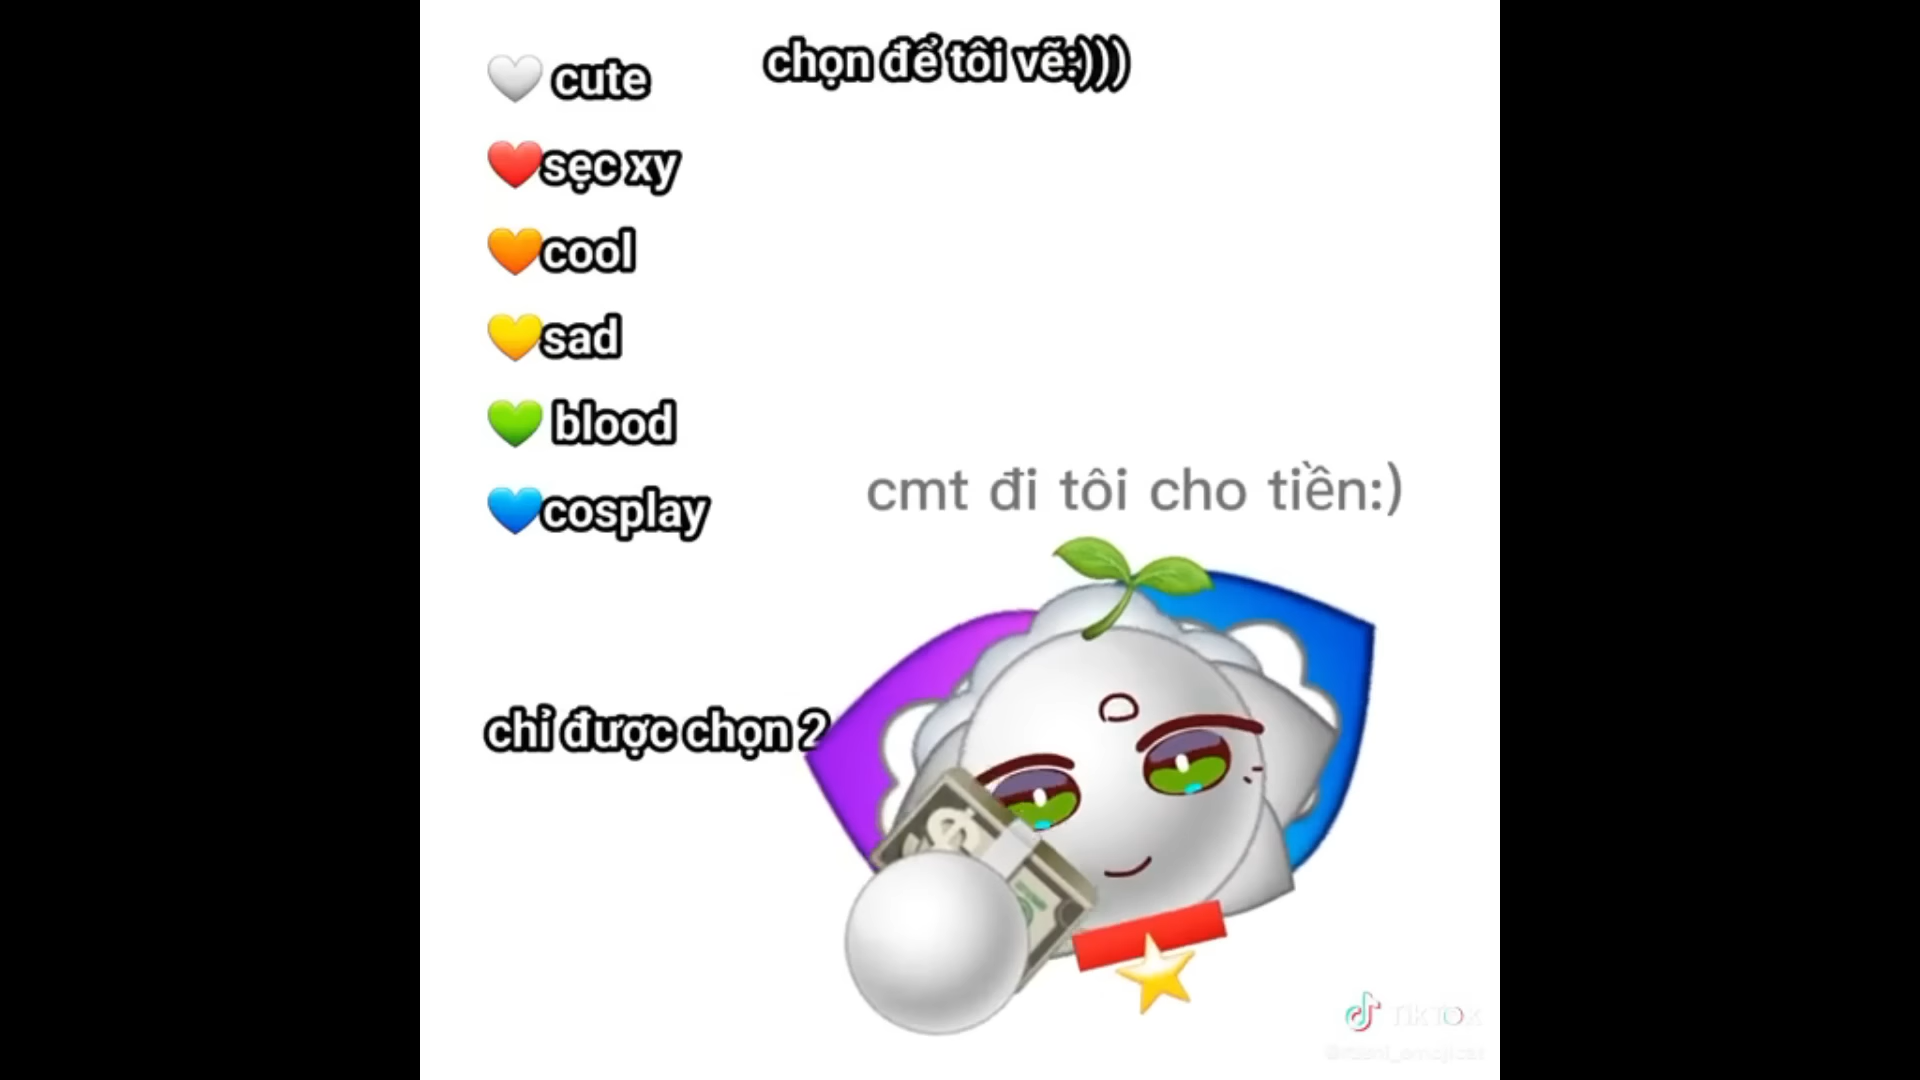 chọn để tôi vẽ:)))
🤍 cute
❤️sẹc xy
🧡cool
💛sad
💚 blood
💙cosplay
cmt đi tôi cho tiền:)
chỉ được chọn 2
TikTok